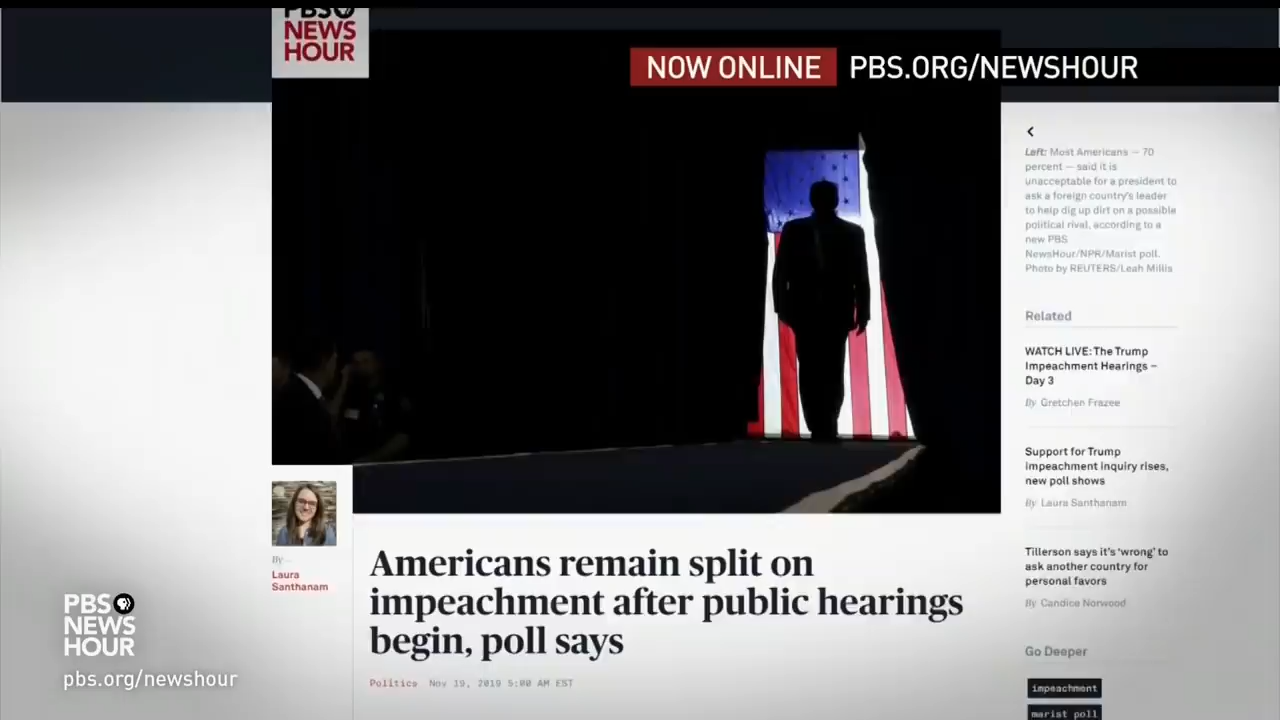 PBS
NEWS
HOUR
NOW ONLINE PBS.ORG/NEWSHOUR
Left: Most Americans — 70
percent — said it is
unacceptable for a president to
ask a foreign country's leader
to help dig up dirt on a possible
political rival, according to a
new PBS
NewsHour/NPR/Marist poll.
Photo by REUTERS/Leah Millis
Related
WATCH LIVE: The Trump
Impeachment Hearings –
Day 3
By Gretchen Frazee
Support for Trump
impeachment inquiry rises,
new poll shows
By Laura Santhanam
Tillerson says it's 'wrong' to
ask another country for
personal favors
By Candice Norwood
Go Deeper
impeachment
marist poll
By
Laura
Santhanam
Americans remain split on
impeachment after public hearings
begin, poll says
Politics Nov 19, 2019 5:00 AM EST
PBS
NEWS
HOUR
pbs.org/newshour